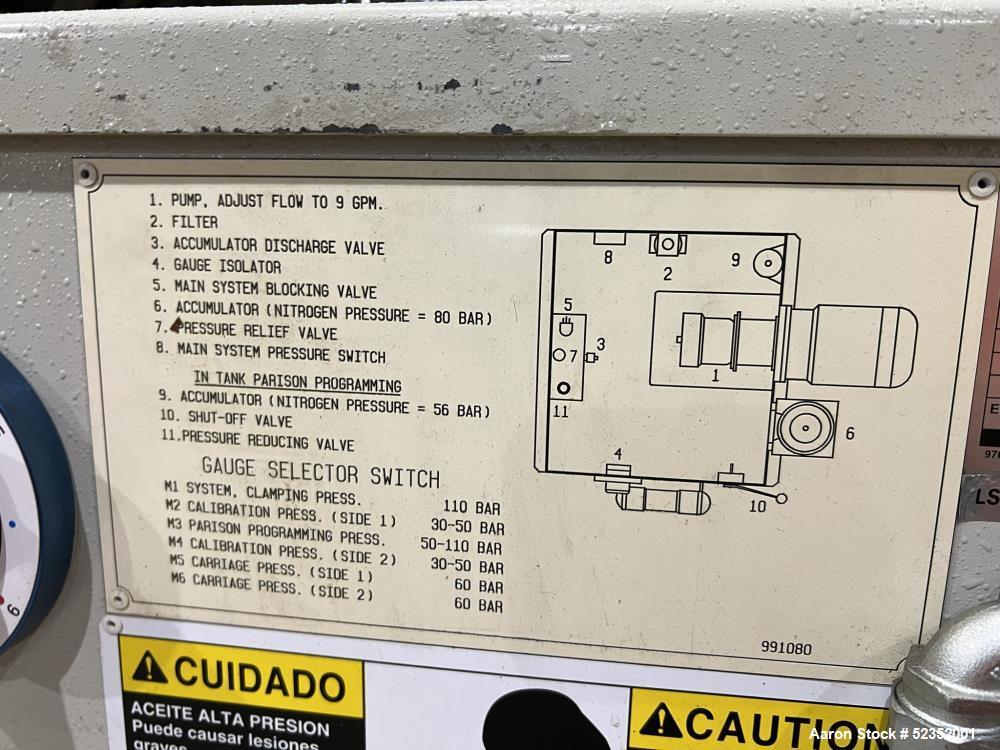 1. PUMP, ADJUST FLOW TO 9 GPM.
2. FILTER
3. ACCUMULATOR DISCHARGE VALVE
4. GAUGE ISOLATOR
5. MAIN SYSTEM BLOCKING VALVE
6. ACCUMULATOR (NITROGEN PRESSURE = 80 BAR)
7. PRESSURE RELIEF VALVE
8. MAIN SYSTEM PRESSURE SWITCH
IN TANK PARISON PROGRAMMING
9. ACCUMULATOR (NITROGEN PRESSURE = 56 BAR)
10. SHUT-OFF VALVE
11.PRESSURE REDUCING VALVE
GAUGE SELECTOR SWITCH
M1 SYSTEM, CLAMPING PRESS. 110 BAR
M2 CALIBRATION PRESS. (SIDE 1) 30-50 BAR
M3 PARISON PROGRAMMING PRESS. 50-110 BAR
M4 CALIBRATION PRESS. (SIDE 2) 30-50 BAR
M5 CARRIAGE PRESS. (SIDE 1) 60 BAR
M6 CARRIAGE PRESS. (SIDE 2) 60 BAR
8
2
9
5
3
7
1
11
6
4
10
991080
6
E
976
LS
CUIDADO
ACEITE ALTA PRESION
Puede causar lesiones
graves
CAUTION
Aaron Stock # 52352001